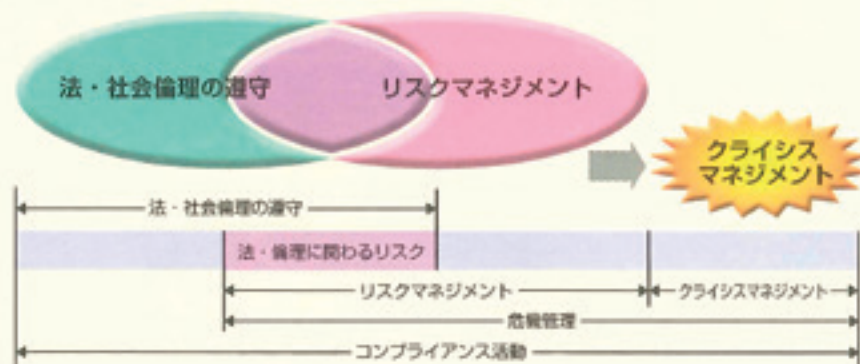 法・社会倫理の遵守
リスクマネジメント
クライシス
マネジメント
法・社会倫理の遵守
法・倫理に関わるリスク
リスクマネジメント
クライシスマネジメント
危機管理
コンプライアンス活動